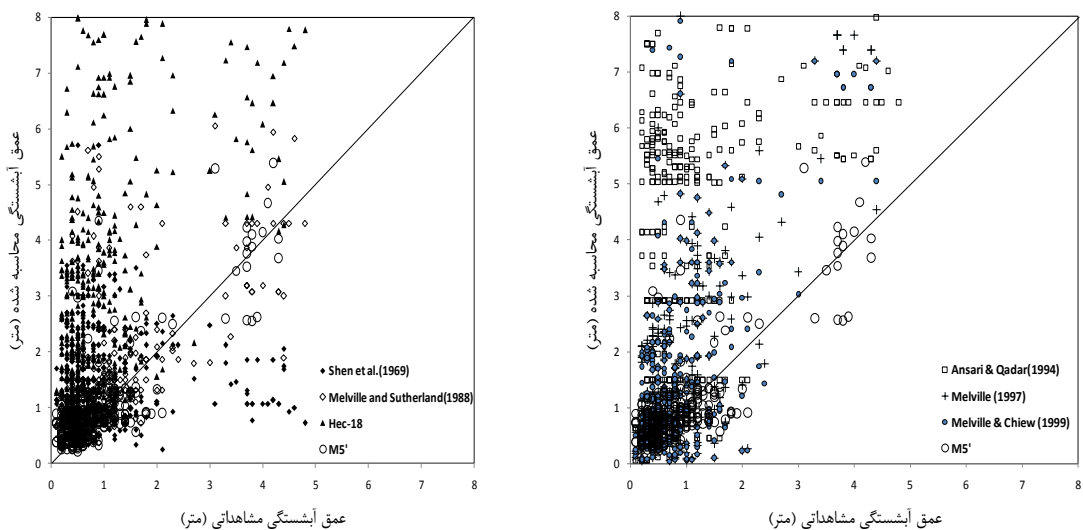 8
7
6
5
4
3
2
1
0
عمق آبشستگی محاسبه شده (متر)
Shen et al.(1969)
Melville and Sutherland(1988)
Hec-18
M5'
0 1 2 3 4 5 6 7 8
عمق آبشستگی مشاهداتی (متر)
8
7
6
5
4
3
2
1
0
عمق آبشستگی محاسبه شده (متر)
Ansari & Qadar(1994)
Melville (1997)
Melville & Chiew (1999)
M5'
0 1 2 3 4 5 6 7 8
عمق آبشستگی مشاهداتی (متر)